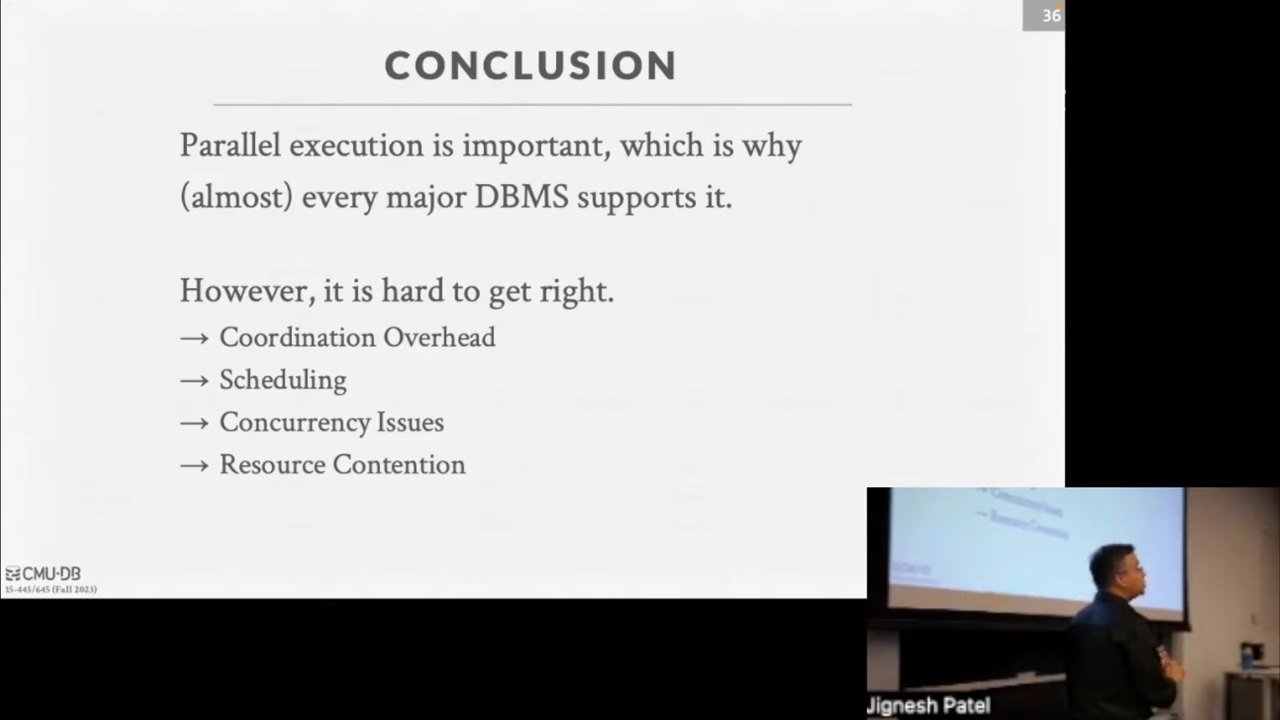 36
CONCLUSION
Parallel execution is important, which is why
(almost) every major DBMS supports it.
However, it is hard to get right.
→ Coordination Overhead
→ Scheduling
→ Concurrency Issues
→ Resource Contention
CMU·DB
15-445/645 (Fall 2023)
Jignesh Patel